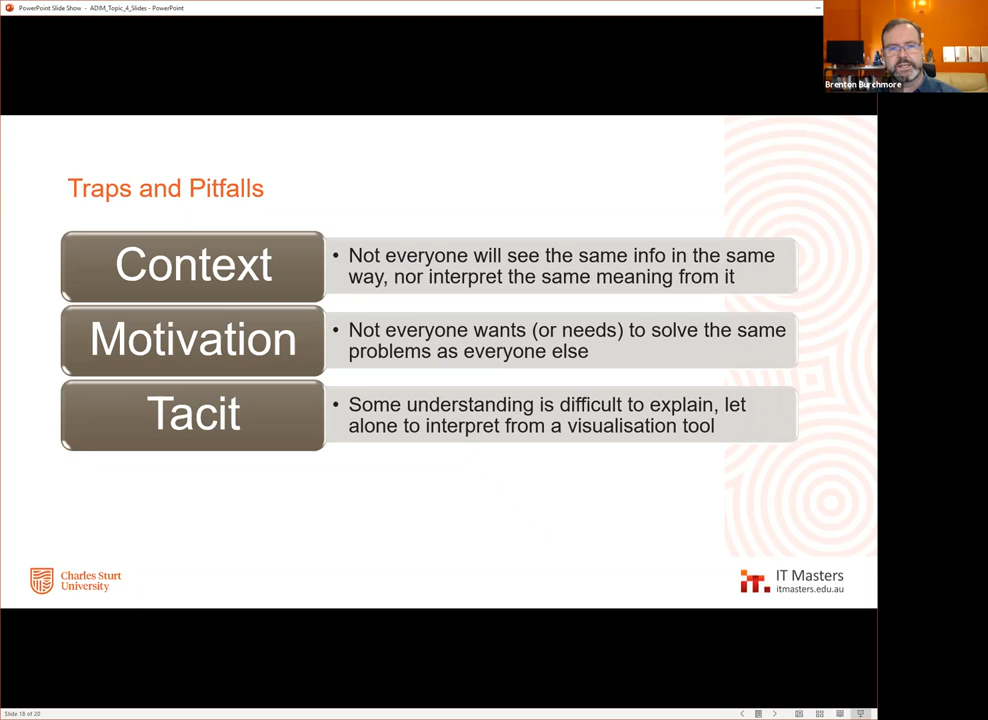 PowerPoint Slide Show - ADIM_Topic_4_Slides - PowerPoint
Brenton Burchmore
Traps and Pitfalls
Context
• Not everyone will see the same info in the same
way, nor interpret the same meaning from it
Motivation
• Not everyone wants (or needs) to solve the same
problems as everyone else
Tacit
• Some understanding is difficult to explain, let
alone to interpret from a visualisation tool
Charles Sturt
University
IT Masters
itmasters.edu.au
Slide 18 of 20